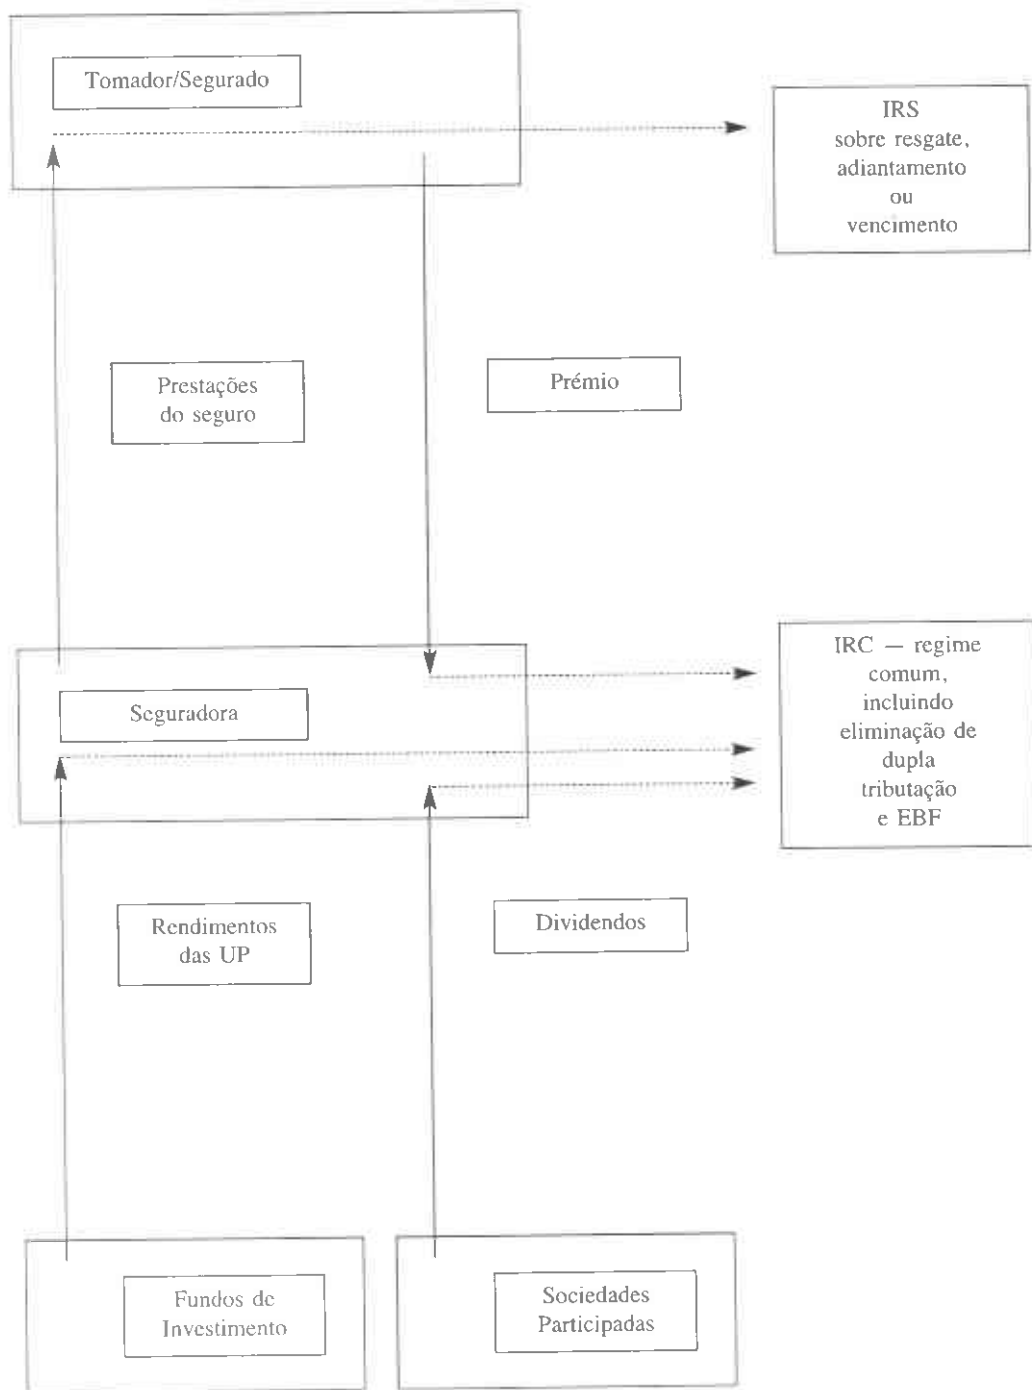 Tomador/Segurado
IRS
sobre resgate,
adiantamento
ou
vencimento
Prestações
do seguro
Prémio
Seguradora
IRC — regime
comum,
incluindo
eliminação de
dupla
tributação
e EBF
Rendimentos
das UP
Dividendos
Fundos de
Investimento
Sociedades
Participadas